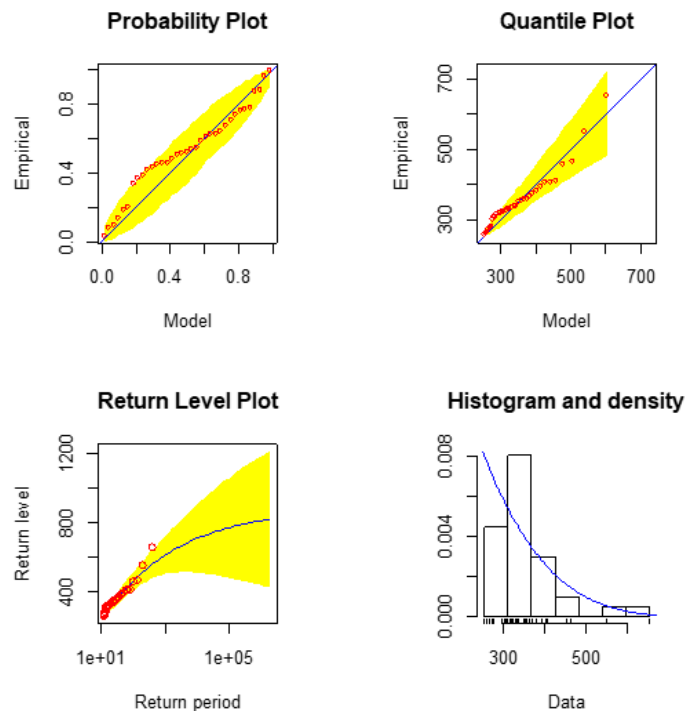 Probability Plot
Empirical
0.0 0.4 0.8
0.0 0.4 0.8
Model
Quantile Plot
Empirical
300 500 700
300 500 700
Model
Return Level Plot
Return level
400 800 1200
1e+01 1e+05
Return period
Histogram and density
0.000 0.004 0.008
300 500
Data